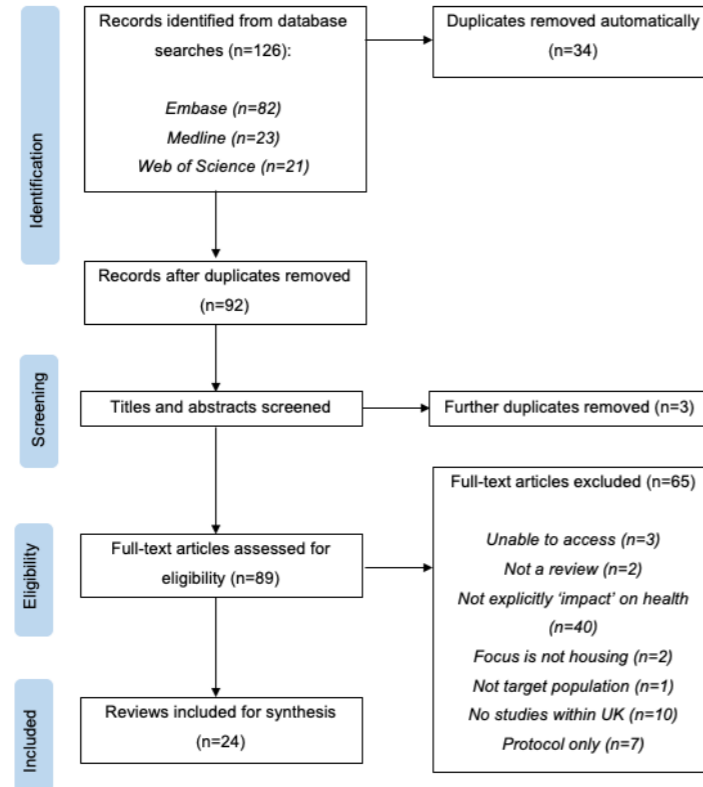 Identification
Records identified from database
searches (n=126):
Embase (n=82)
Medline (n=23)
Web of Science (n=21)
Duplicates removed automatically
(n=34)
Records after duplicates removed
(n=92)
Screening
Titles and abstracts screened
Further duplicates removed (n=3)
Eligibility
Full-text articles assessed for
eligibility (n=89)
Full-text articles excluded (n=65)
Unable to access (n=3)
Not a review (n=2)
Not explicitly ‘impact’ on health
(n=40)
Focus is not housing (n=2)
Not target population (n=1)
No studies within UK (n=10)
Protocol only (n=7)
Included
Reviews included for synthesis
(n=24)